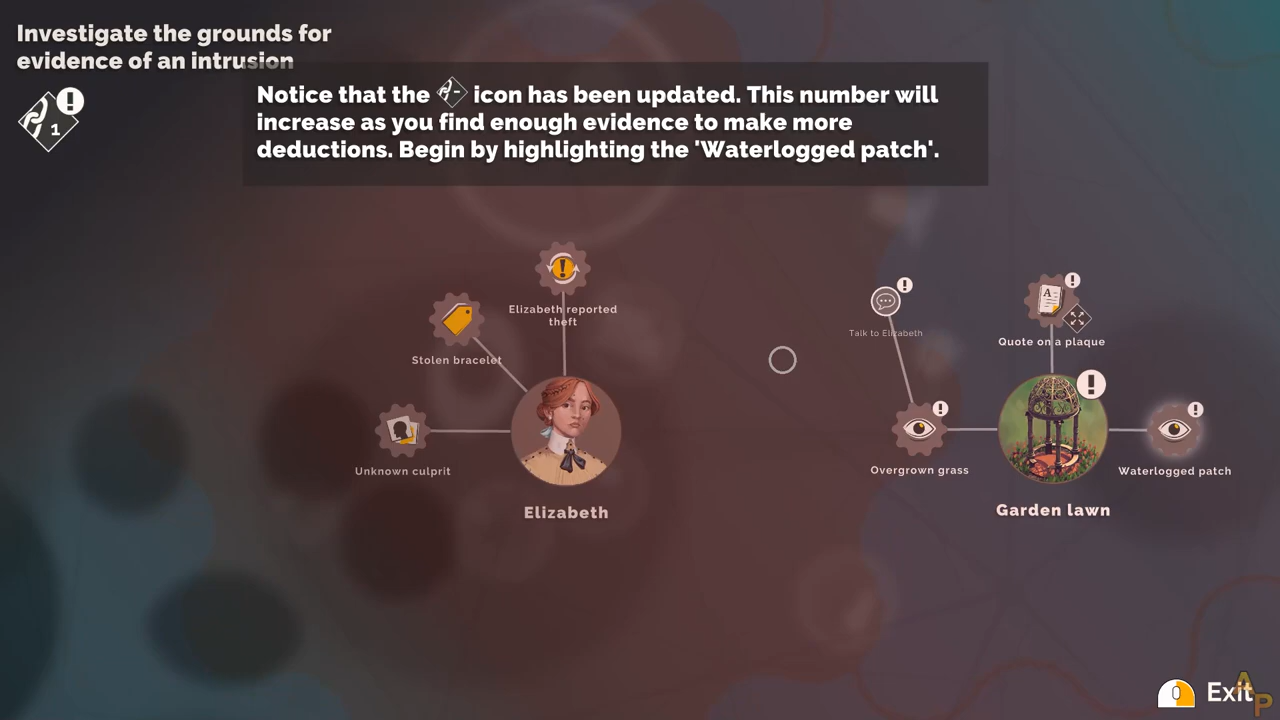 Investigate the grounds for
evidence of an intrusion
1
Notice that the icon has been updated. This number will
increase as you find enough evidence to make more
deductions. Begin by highlighting the 'Waterlogged patch'.
Elizabeth reported
theft
Stolen bracelet
Unknown culprit
Elizabeth
Talk to Elizabeth
A
Quote on a plaque
Overgrown grass
Waterlogged patch
Garden lawn
Exit
AP